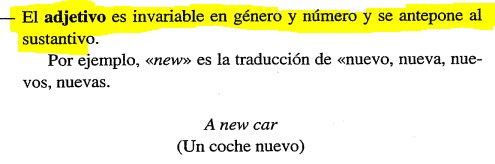 El adjetivo es invariable en género y número y se antepone al
sustantivo.
Por ejemplo, «new» es la traducción de «nuevo, nueva, nue-
vos, nuevas.
A new car
(Un coche nuevo)